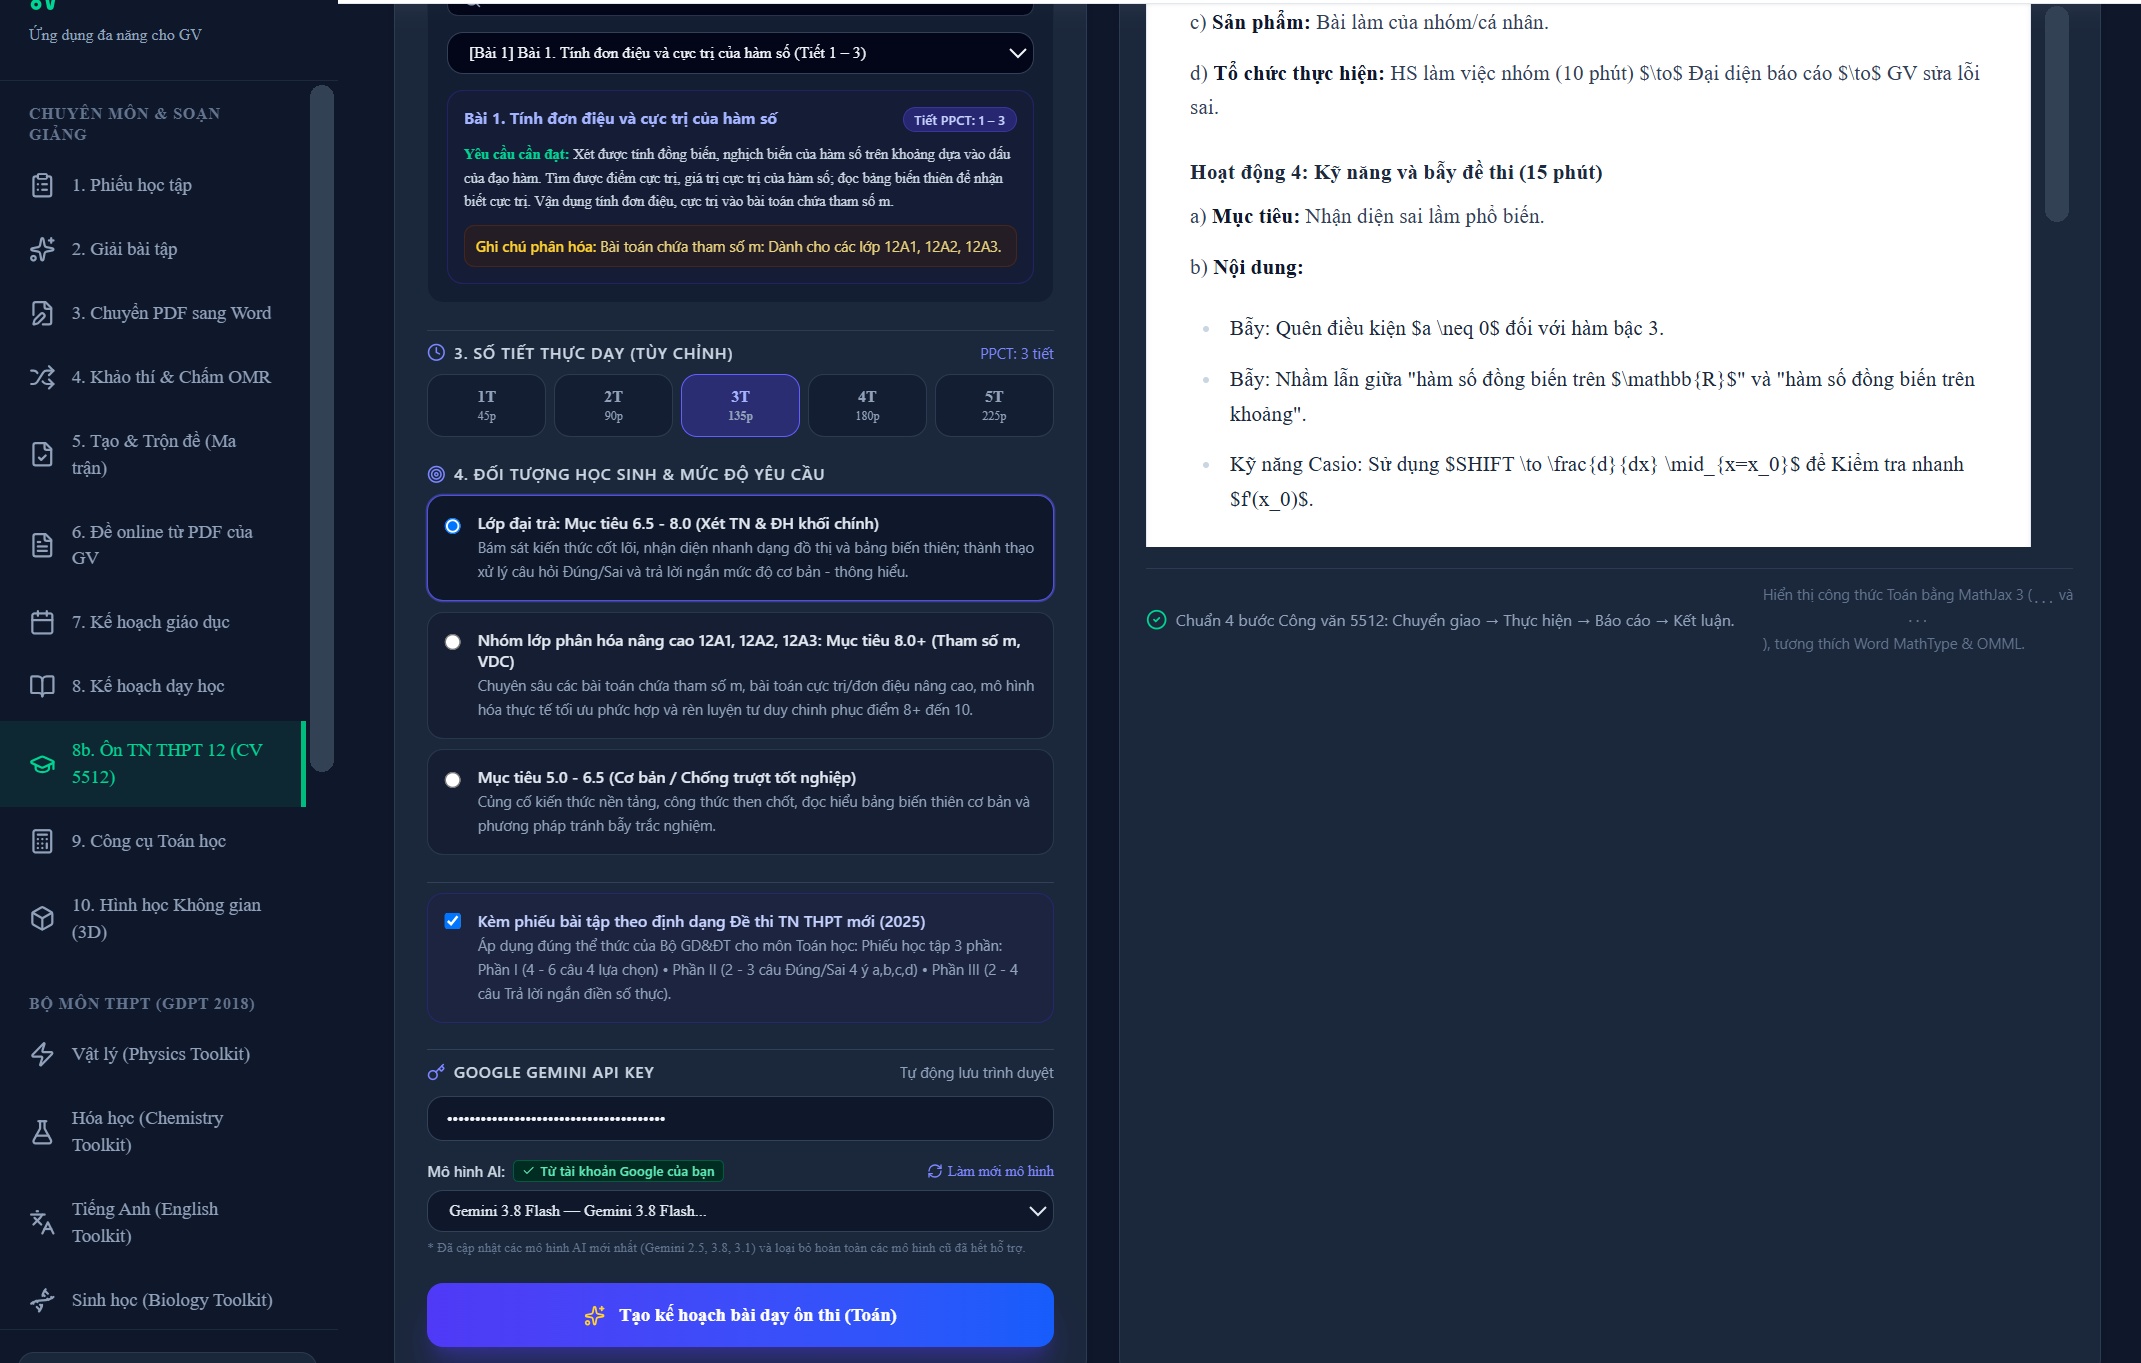 Ứng dụng đa năng cho GV
CHUYÊN MÔN & SOẠN
GIẢNG
1. Phiếu học tập
2. Giải bài tập
3. Chuyển PDF sang Word
4. Khảo thí & Chấm OMR
5. Tạo & Trộn đề (Ma
trận)
6. Đề online từ PDF của
GV
7. Kế hoạch giáo dục
8. Kế hoạch dạy học
8b. Ôn TN THPT 12 (CV
5512)
9. Công cụ Toán học
10. Hình học Không gian
(3D)
BỘ MÔN THPT (GDPT 2018)
Vật lý (Physics Toolkit)
Hóa học (Chemistry
Toolkit)
Tiếng Anh (English
Toolkit)
Sinh học (Biology Toolkit)
[Bài 1] Bài 1. Tính đơn điệu và cực trị của hàm số (Tiết 1 – 3)
Bài 1. Tính đơn điệu và cực trị của hàm số
Tiết PPCT: 1 – 3
Yêu cầu cần đạt: Xét được tính đồng biến, nghịch biến của hàm số trên khoảng dựa vào dấu
của đạo hàm. Tìm được điểm cực trị, giá trị cực trị của hàm số; đọc bảng biến thiên để nhận
biết cực trị. Vận dụng tính đơn điệu, cực trị vào bài toán chứa tham số m.
Ghi chú phân hóa: Bài toán chứa tham số m: Dành cho các lớp 12A1, 12A2, 12A3.
3. SỐ TIẾT THỰC DẠY (TÙY CHỈNH)
PPCT: 3 tiết
1T
45p
2T
90p
3T
135p
4T
180p
5T
225p
4. ĐỐI TƯỢNG HỌC SINH & MỨC ĐỘ YÊU CẦU
Lớp đại trà: Mục tiêu 6.5 - 8.0 (Xét TN & ĐH khối chính)
Bám sát kiến thức cốt lõi, nhận diện nhanh dạng đồ thị và bảng biến thiên; thành thạo
xử lý câu hỏi Đúng/Sai và trả lời ngắn mức độ cơ bản - thông hiểu.
Nhóm lớp phân hóa nâng cao 12A1, 12A2, 12A3: Mục tiêu 8.0+ (Tham số m,
VDC)
Chuyên sâu các bài toán chứa tham số m, bài toán cực trị/đơn điệu nâng cao, mô hình
hóa thực tế tối ưu phức hợp và rèn luyện tư duy chinh phục điểm 8+ đến 10.
Mục tiêu 5.0 - 6.5 (Cơ bản / Chống trượt tốt nghiệp)
Củng cố kiến thức nền tảng, công thức then chốt, đọc hiểu bảng biến thiên cơ bản và
phương pháp tránh bẫy trắc nghiệm.
Kèm phiếu bài tập theo định dạng Đề thi TN THPT mới (2025)
Áp dụng đúng thể thức của Bộ GD&ĐT cho môn Toán học: Phiếu học tập 3 phần:
Phần I (4 - 6 câu 4 lựa chọn) • Phần II (2 - 3 câu Đúng/Sai 4 ý a,b,c,d) • Phần III (2 - 4
câu Trả lời ngắn điền số thực).
GOOGLE GEMINI API KEY
Tự động lưu trình duyệt
••••••••••••••••••••••••••••••••••••••
Mô hình AI:
✓ Từ tài khoản Google của bạn
Làm mới mô hình
Gemini 3.8 Flash — Gemini 3.8 Flash...
* Đã cập nhật các mô hình AI mới nhất (Gemini 2.5, 3.8, 3.1) và loại bỏ hoàn toàn các mô hình cũ đã hết hỗ trợ.
Tạo kế hoạch bài dạy ôn thi (Toán)
c) Sản phẩm: Bài làm của nhóm/cá nhân.
d) Tổ chức thực hiện: HS làm việc nhóm (10 phút) $\to$ Đại diện báo cáo $\to$ GV sửa lỗi
sai.
Hoạt động 4: Kỹ năng và bẫy đề thi (15 phút)
a) Mục tiêu: Nhận diện sai lầm phổ biến.
b) Nội dung:
• Bẫy: Quên điều kiện $a \neq 0$ đối với hàm bậc 3.
• Bẫy: Nhầm lẫn giữa "hàm số đồng biến trên $\mathbb{R}$" và "hàm số đồng biến trên
khoảng".
• Kỹ năng Casio: Sử dụng $SHIFT \to \frac{d}{dx} \mid_{x=x_0}$ để Kiểm tra nhanh
$f'(x_0)$.
Chuẩn 4 bước Công văn 5512: Chuyển giao → Thực hiện → Báo cáo → Kết luận.
Hiển thị công thức Toán bằng MathJax 3 (... và
...
), tương thích Word MathType & OMML.